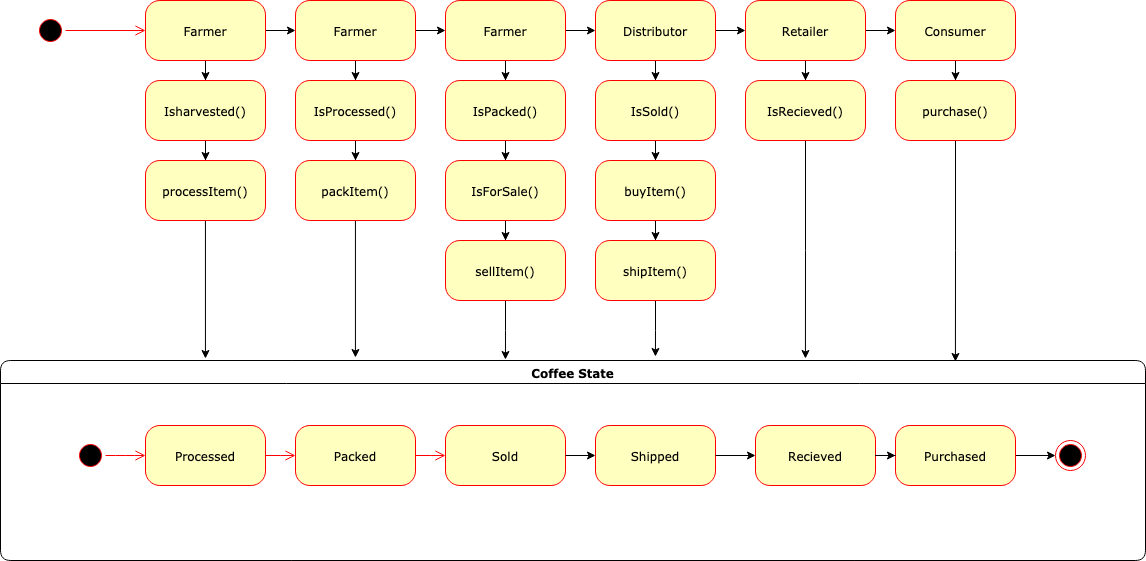 Farmer
Farmer
Farmer
Distributor
Retailer
Consumer
Isharvested()
IsProcessed()
IsPacked()
IsSold()
IsRecieved()
purchase()
processItem()
packItem()
IsForSale()
buyItem()
sellItem()
shipItem()
Coffee State
Processed
Packed
Sold
Shipped
Recieved
Purchased